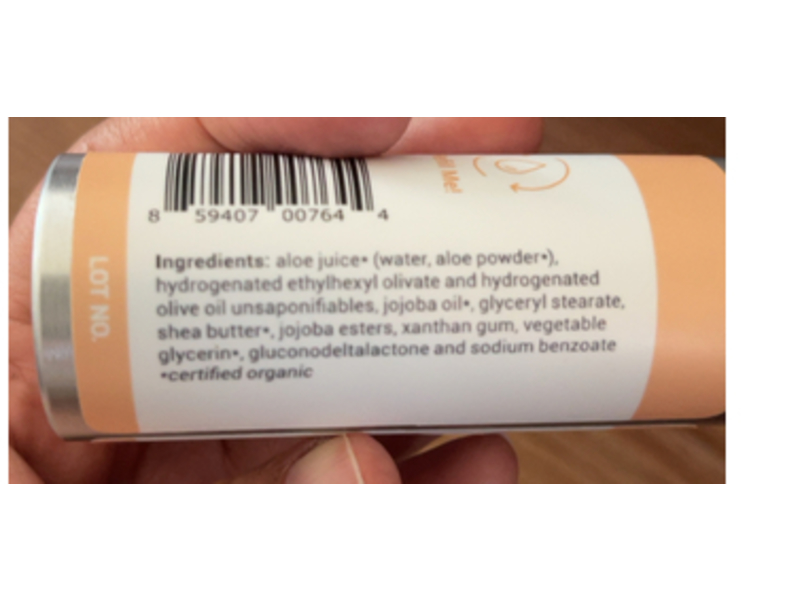 8 59407 00764 4
Me!
Ingredients: aloe juice• (water, aloe powder•),
hydrogenated ethylhexyl olivate and hydrogenated
olive oil unsaponifiables, jojoba oil•, glyceryl stearate,
shea butter•, jojoba esters, xanthan gum, vegetable
glycerin•, gluconodeltalactone and sodium benzoate
•certified organic
LOT NO.